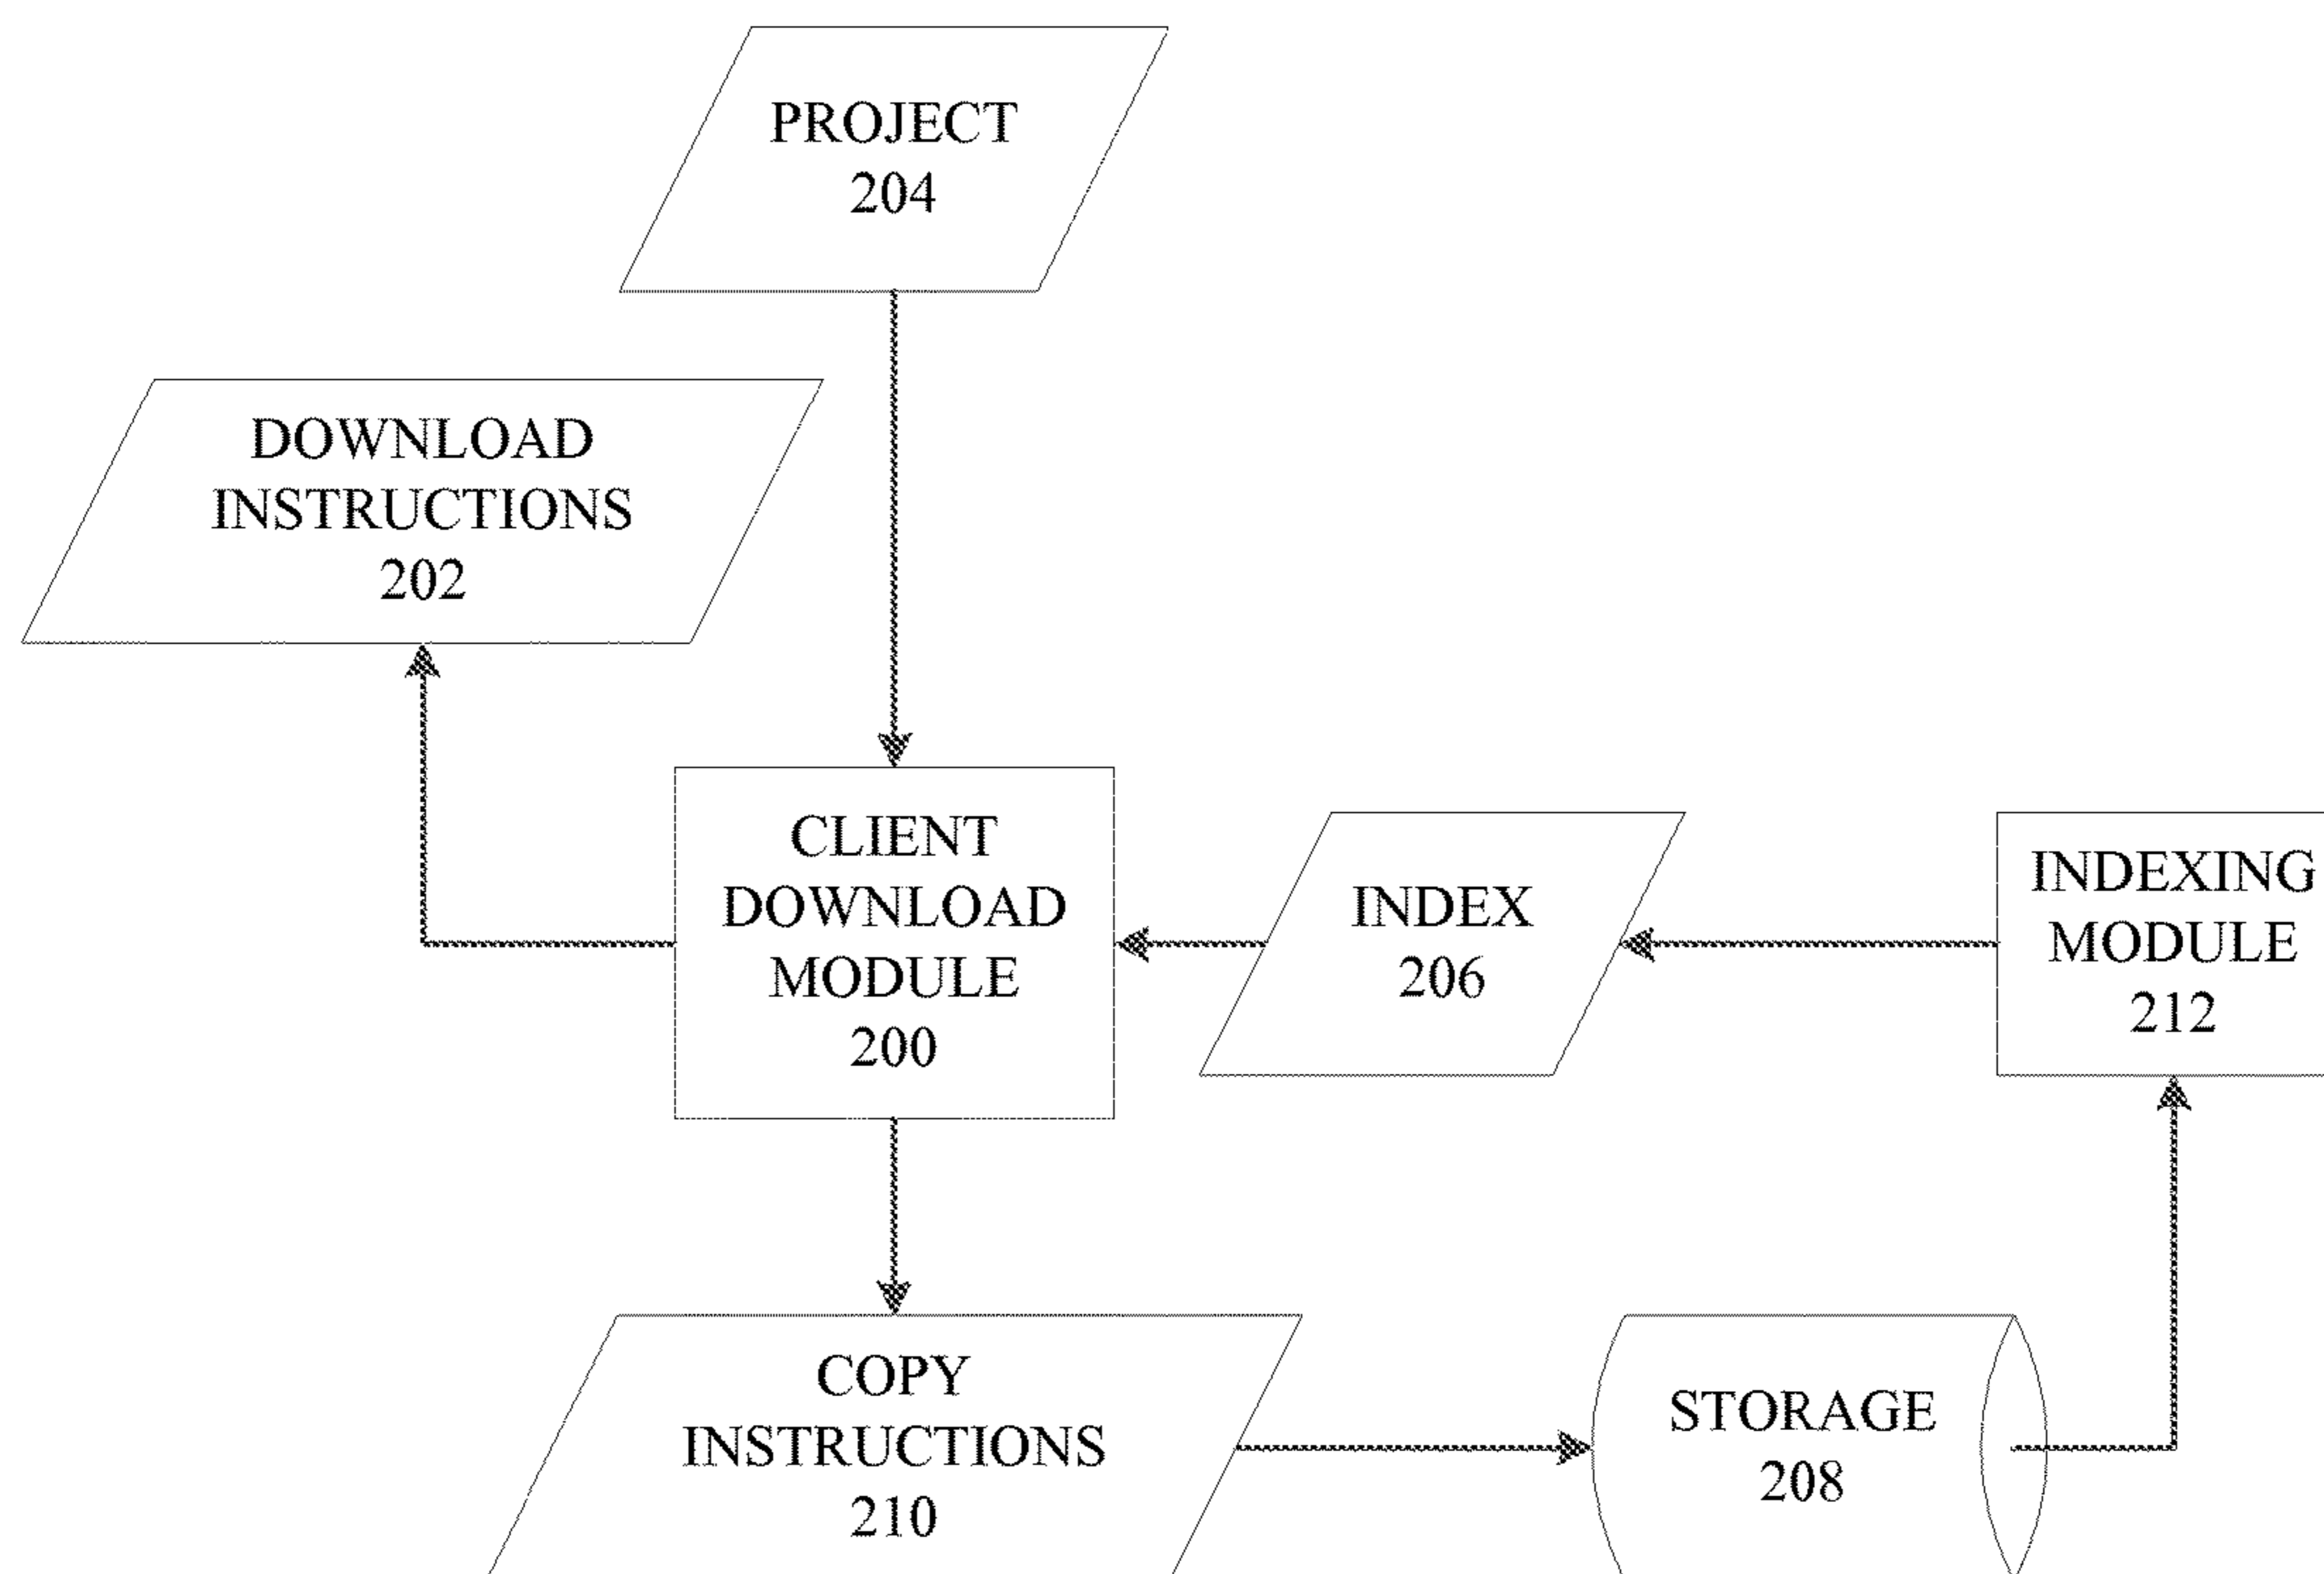 PROJECT
204
DOWNLOAD
INSTRUCTIONS
202
CLIENT
DOWNLOAD
MODULE
200
INDEX
206
INDEXING
MODULE
212
COPY
INSTRUCTIONS
210
STORAGE
208